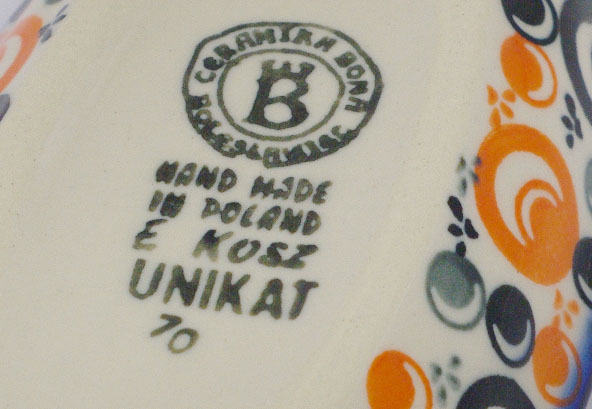 CERAMIKA BONA
BOLESŁAWIEC
B
HAND MADE
IN POLAND
E KOSZ
UNIKAT
70